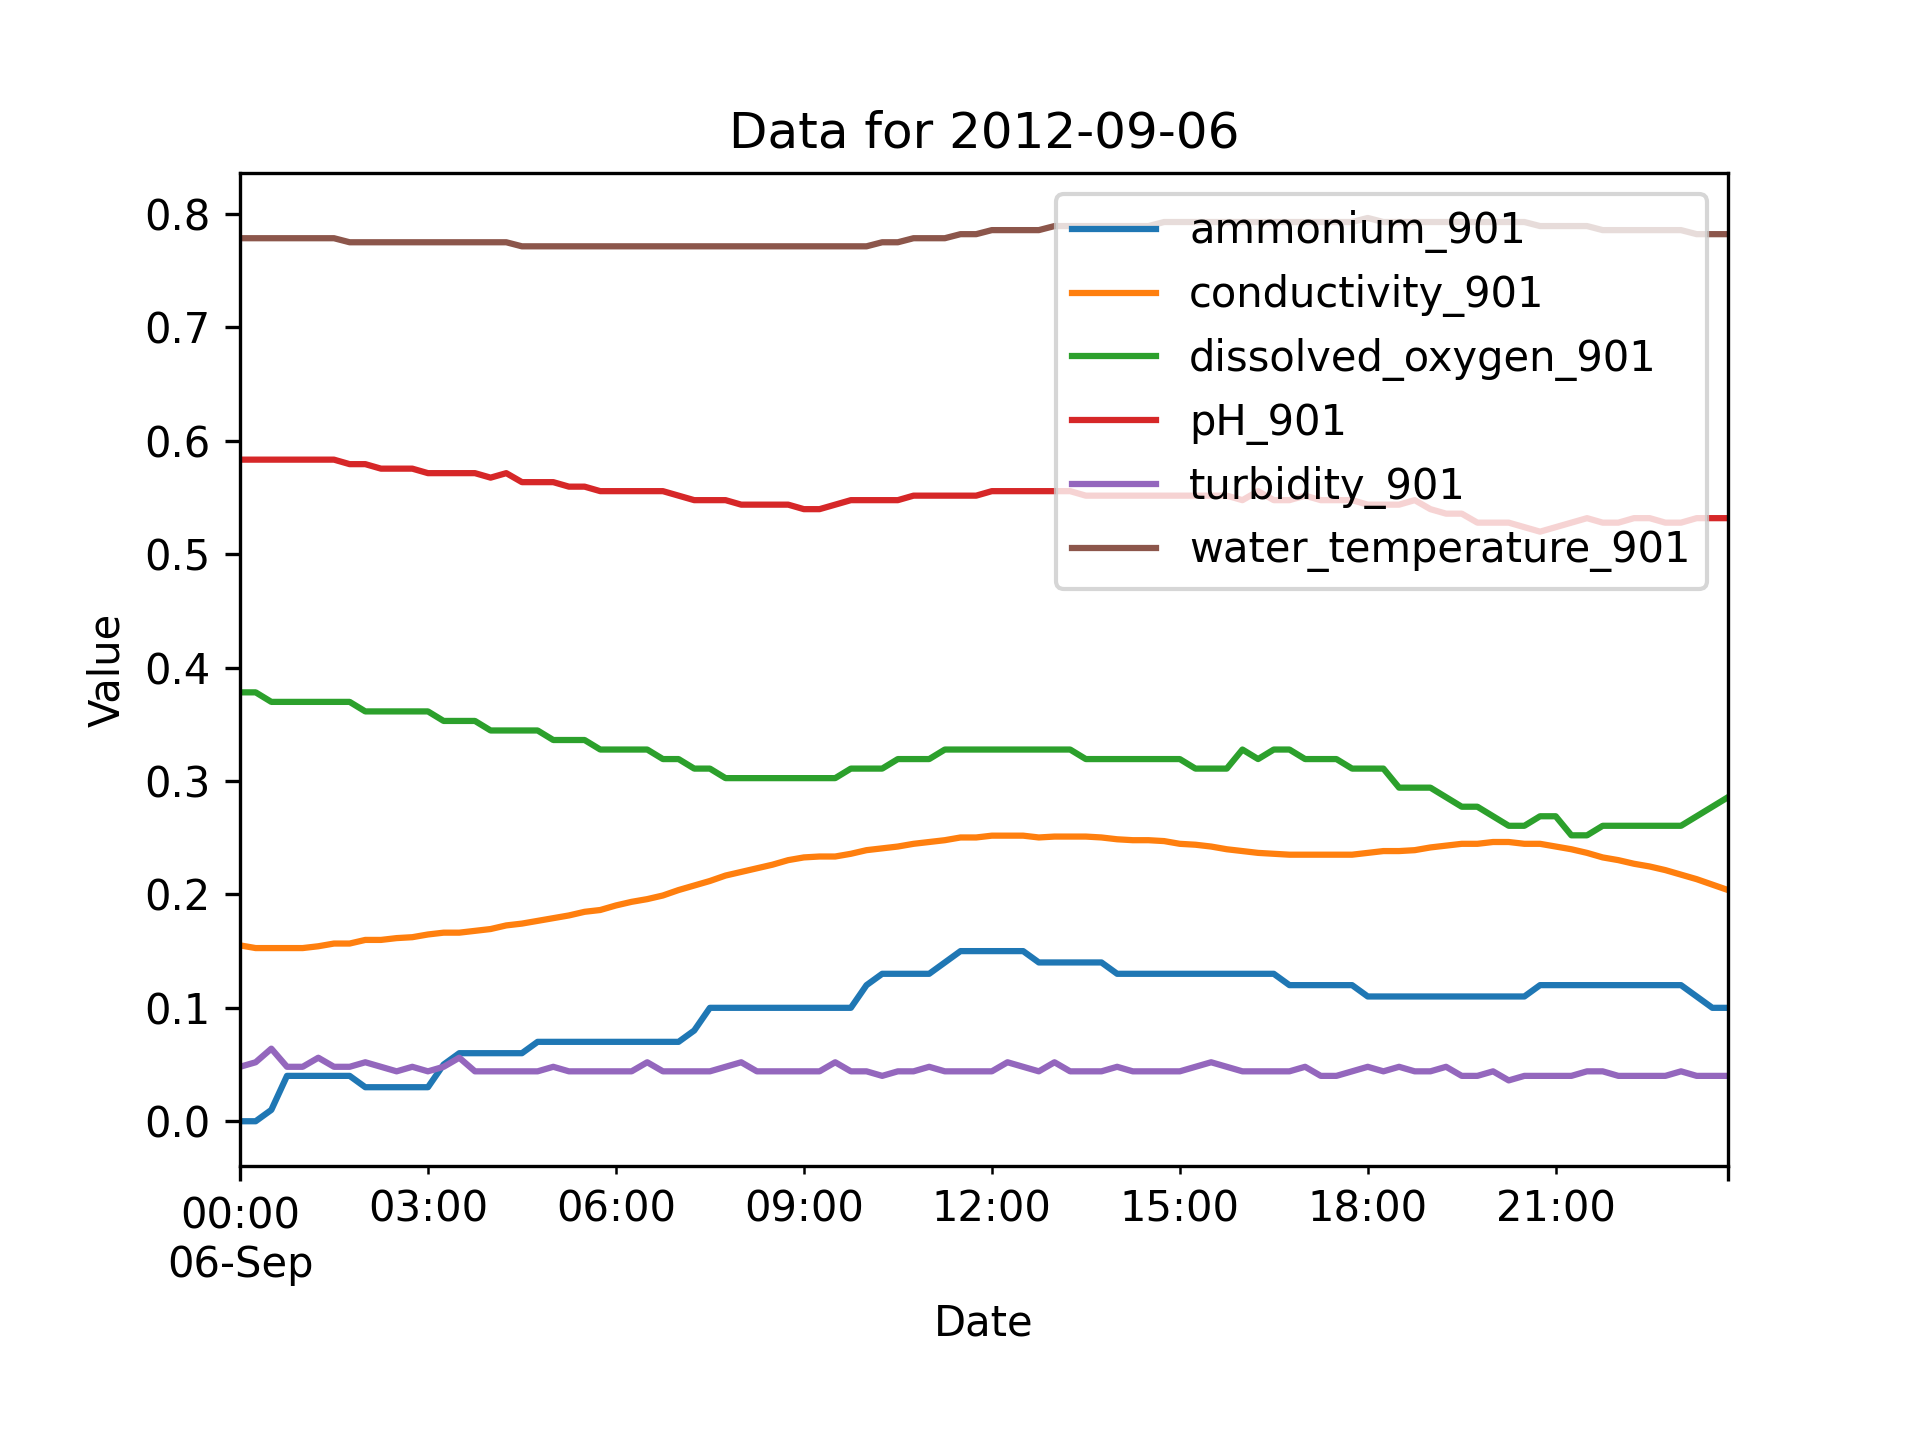 Data for 2012-09-06
0.8
0.7
0.6
0.5
0.4
0.3
0.2
0.1
0.0
Value
ammonium_901
conductivity_901
dissolved_oxygen_901
pH_901
turbidity_901
water_temperature_901
00:00 03:00 06:00 09:00 12:00 15:00 18:00 21:00
06-Sep
Date